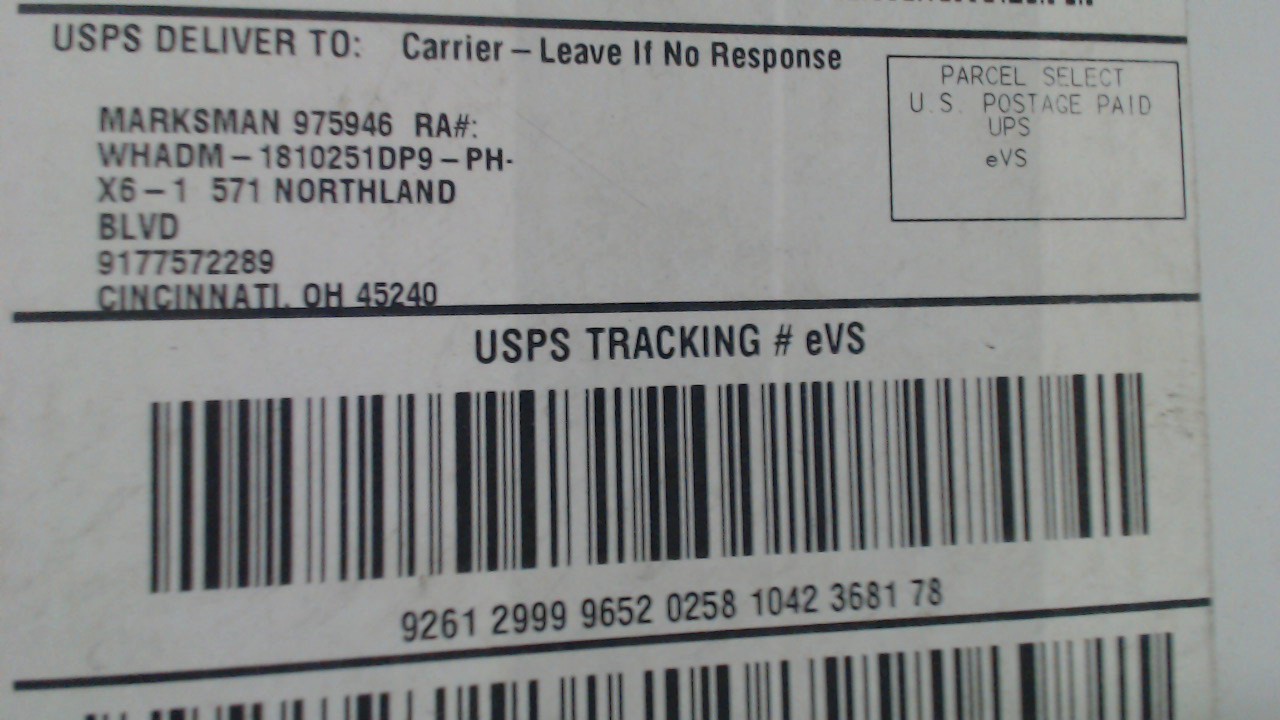 USPS DELIVER TO: Carrier – Leave If No Response
PARCEL SELECT
U.S. POSTAGE PAID
UPS
eVS
MARKSMAN 975946 RA#:
WHADM – 1810251DP9 – PH-
X6 – 1 571 NORTHLAND
BLVD
9177572289
CINCINNATI, OH 45240
USPS TRACKING # eVS
9261 2999 9652 0258 1042 3681 78